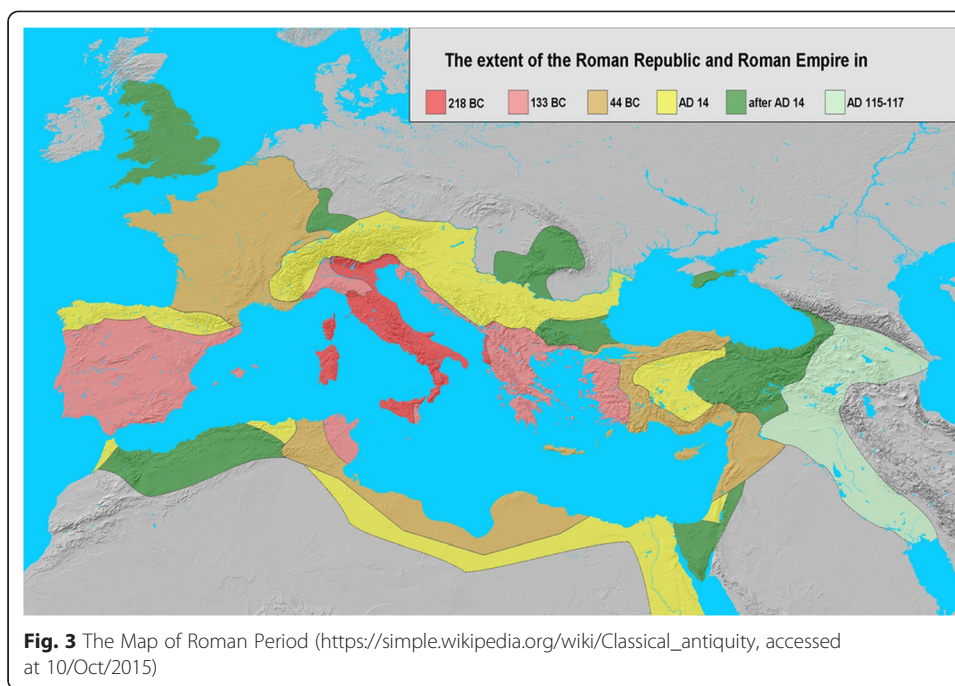 The extent of the Roman Republic and Roman Empire in
218 BC 133 BC 44 BC AD 14 after AD 14 AD 115-117
Fig. 3 The Map of Roman Period (https://simple.wikipedia.org/wiki/Classical_antiquity, accessed
at 10/Oct/2015)